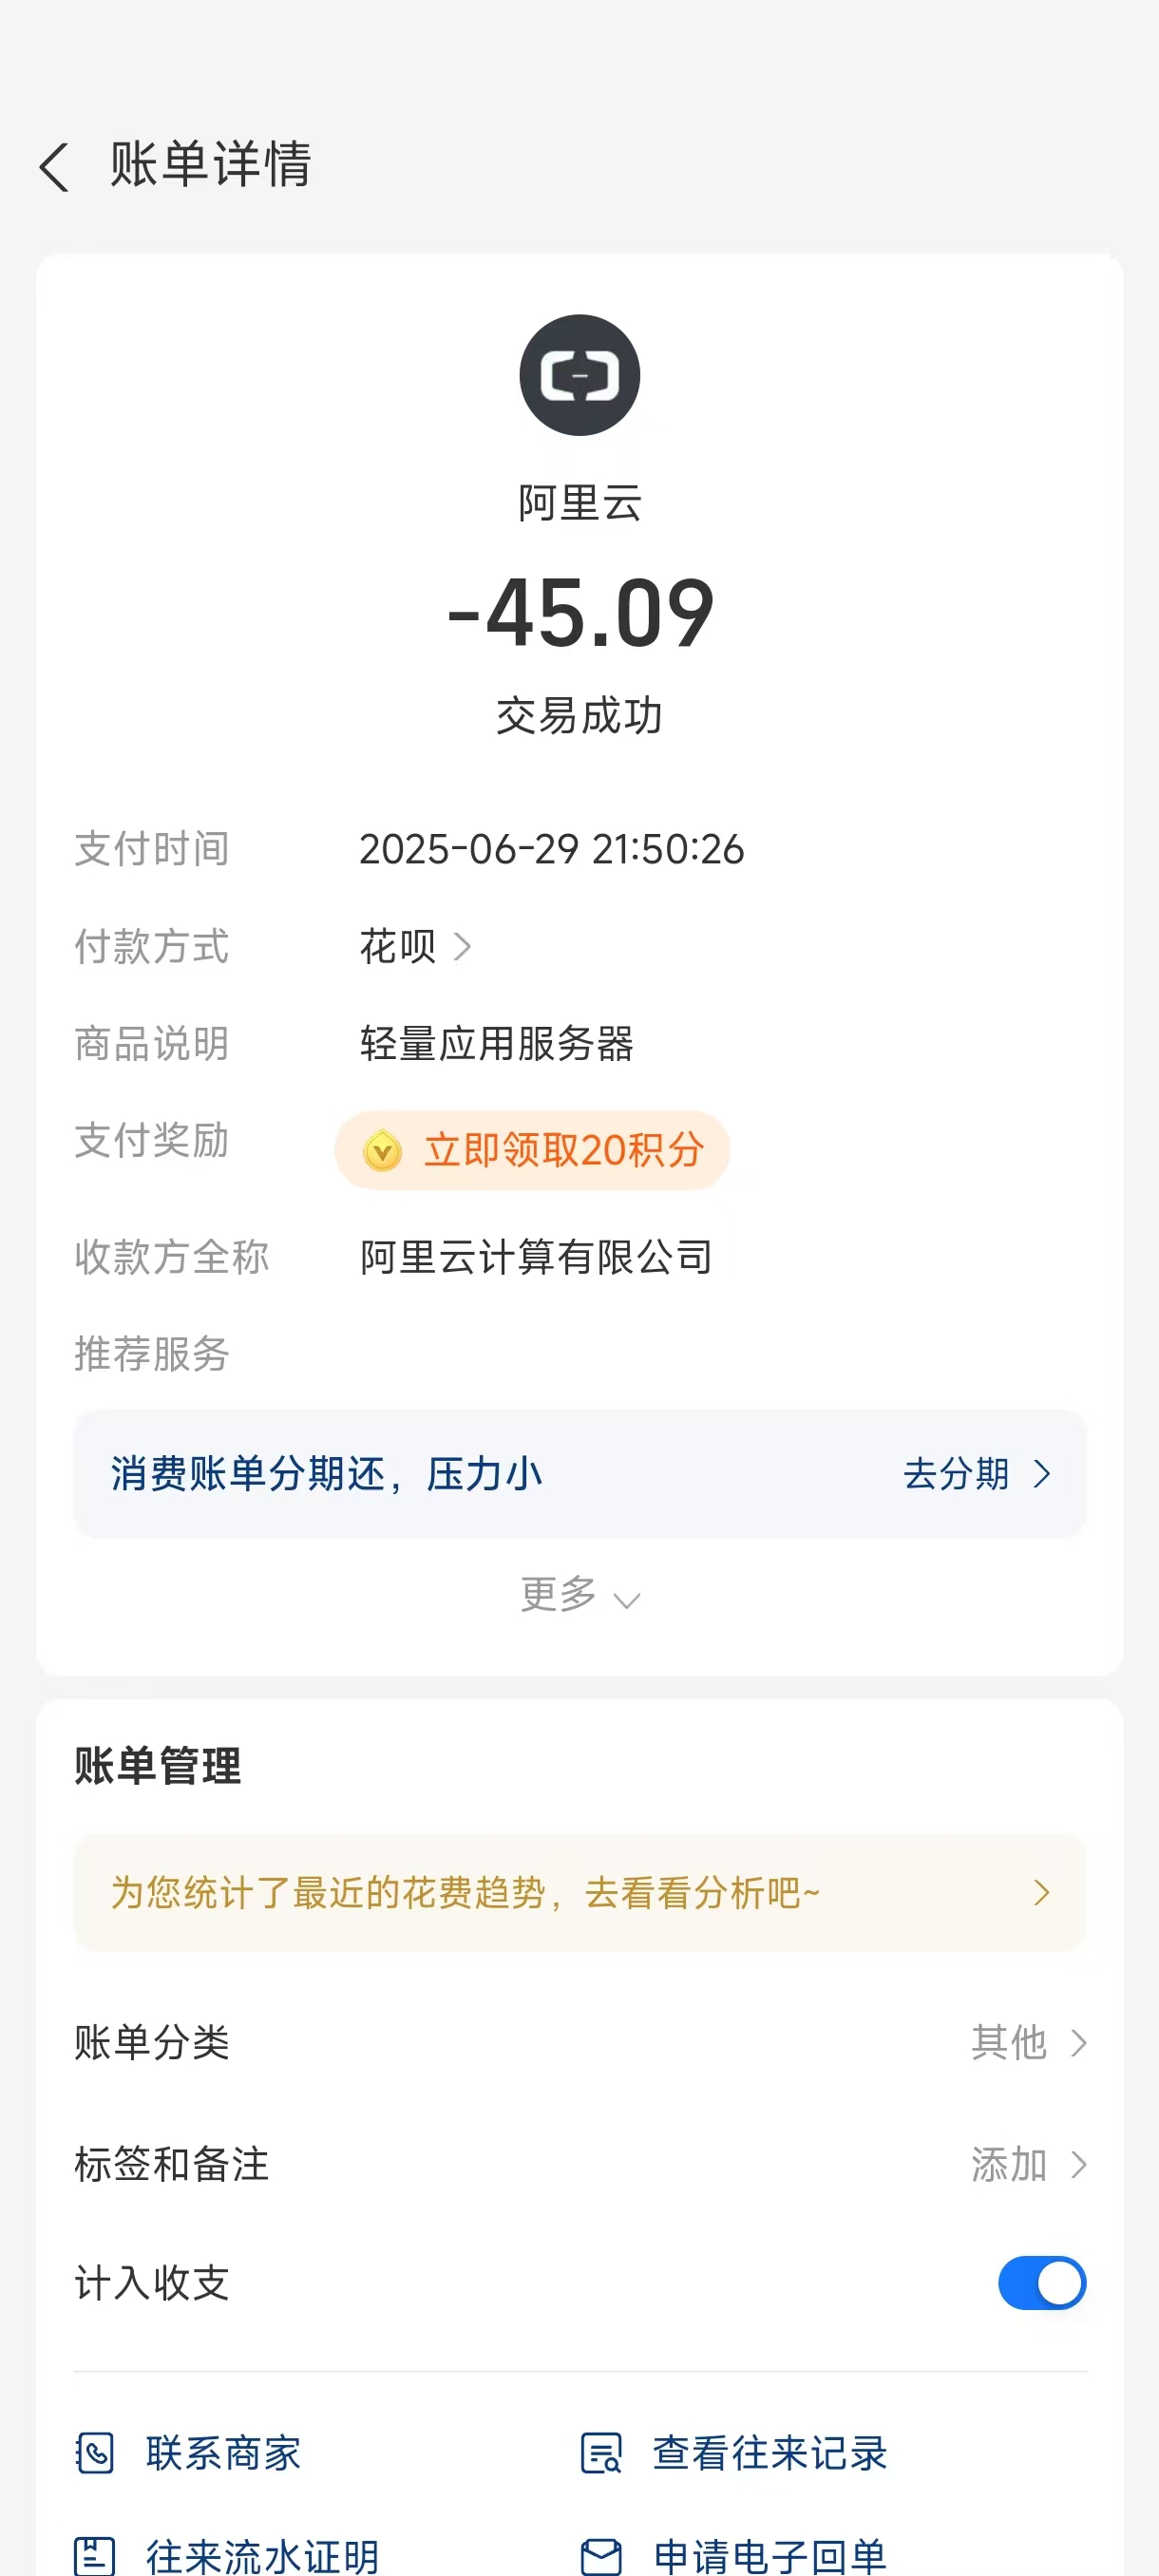 账单详情
阿里云
-45.09
交易成功
支付时间 2025-06-29 21:50:26
付款方式 花呗
商品说明 轻量应用服务器
支付奖励 立即领取20积分
收款方全称 阿里云计算有限公司
推荐服务
消费账单分期还，压力小 去分期
更多
账单管理
为您统计了最近的花费趋势，去看看分析吧~
账单分类 其他
标签和备注 添加
计入收支
联系商家 查看往来记录
往来流水证明 申请电子回单